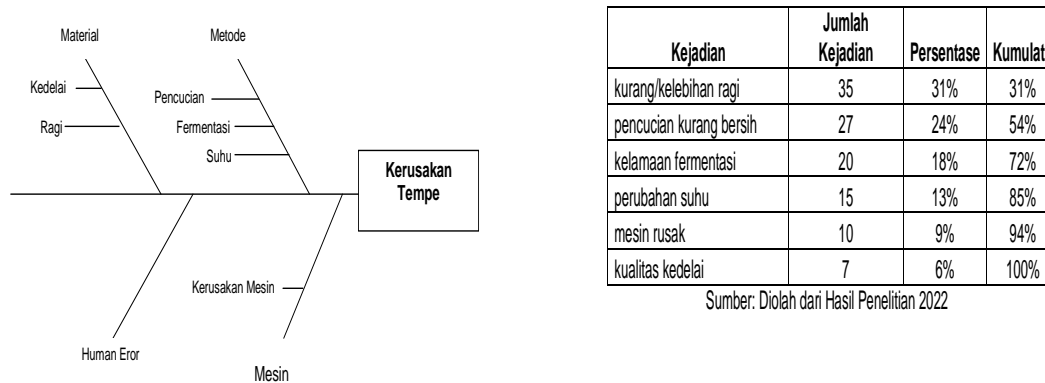 Material
Metode
Kedelai
Ragi
Pencucian
Fermentasi
Suhu
Kerusakan
Tempe
Kerusakan Mesin
Human Eror
Mesin
Kejadian Jumlah Kejadian Persentase Kumulat
kurang/kelebihan ragi 35 31% 31%
pencucian kurang bersih 27 24% 54%
kelamaan fermentasi 20 18% 72%
perubahan suhu 15 13% 85%
mesin rusak 10 9% 94%
kualitas kedelai 7 6% 100%
Sumber: Diolah dari Hasil Penelitian 2022